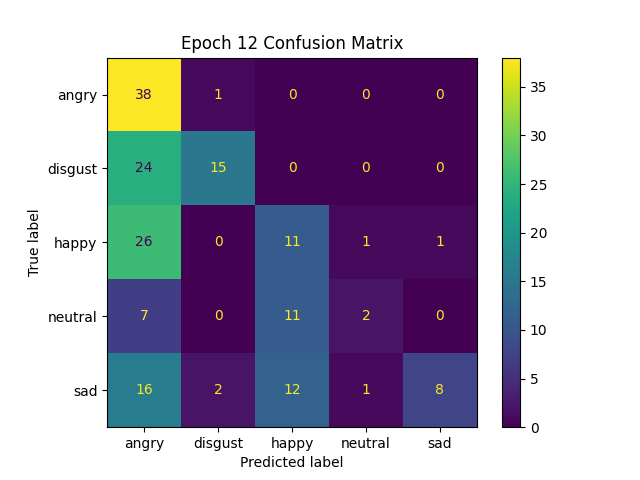 Epoch 12 Confusion Matrix
angry 38 1 0 0 0
disgust 24 15 0 0 0
happy 26 0 11 1 1
neutral 7 0 11 2 0
sad 16 2 12 1 8
angry disgust happy neutral sad
Predicted label
True label
35
30
25
20
15
10
5
0